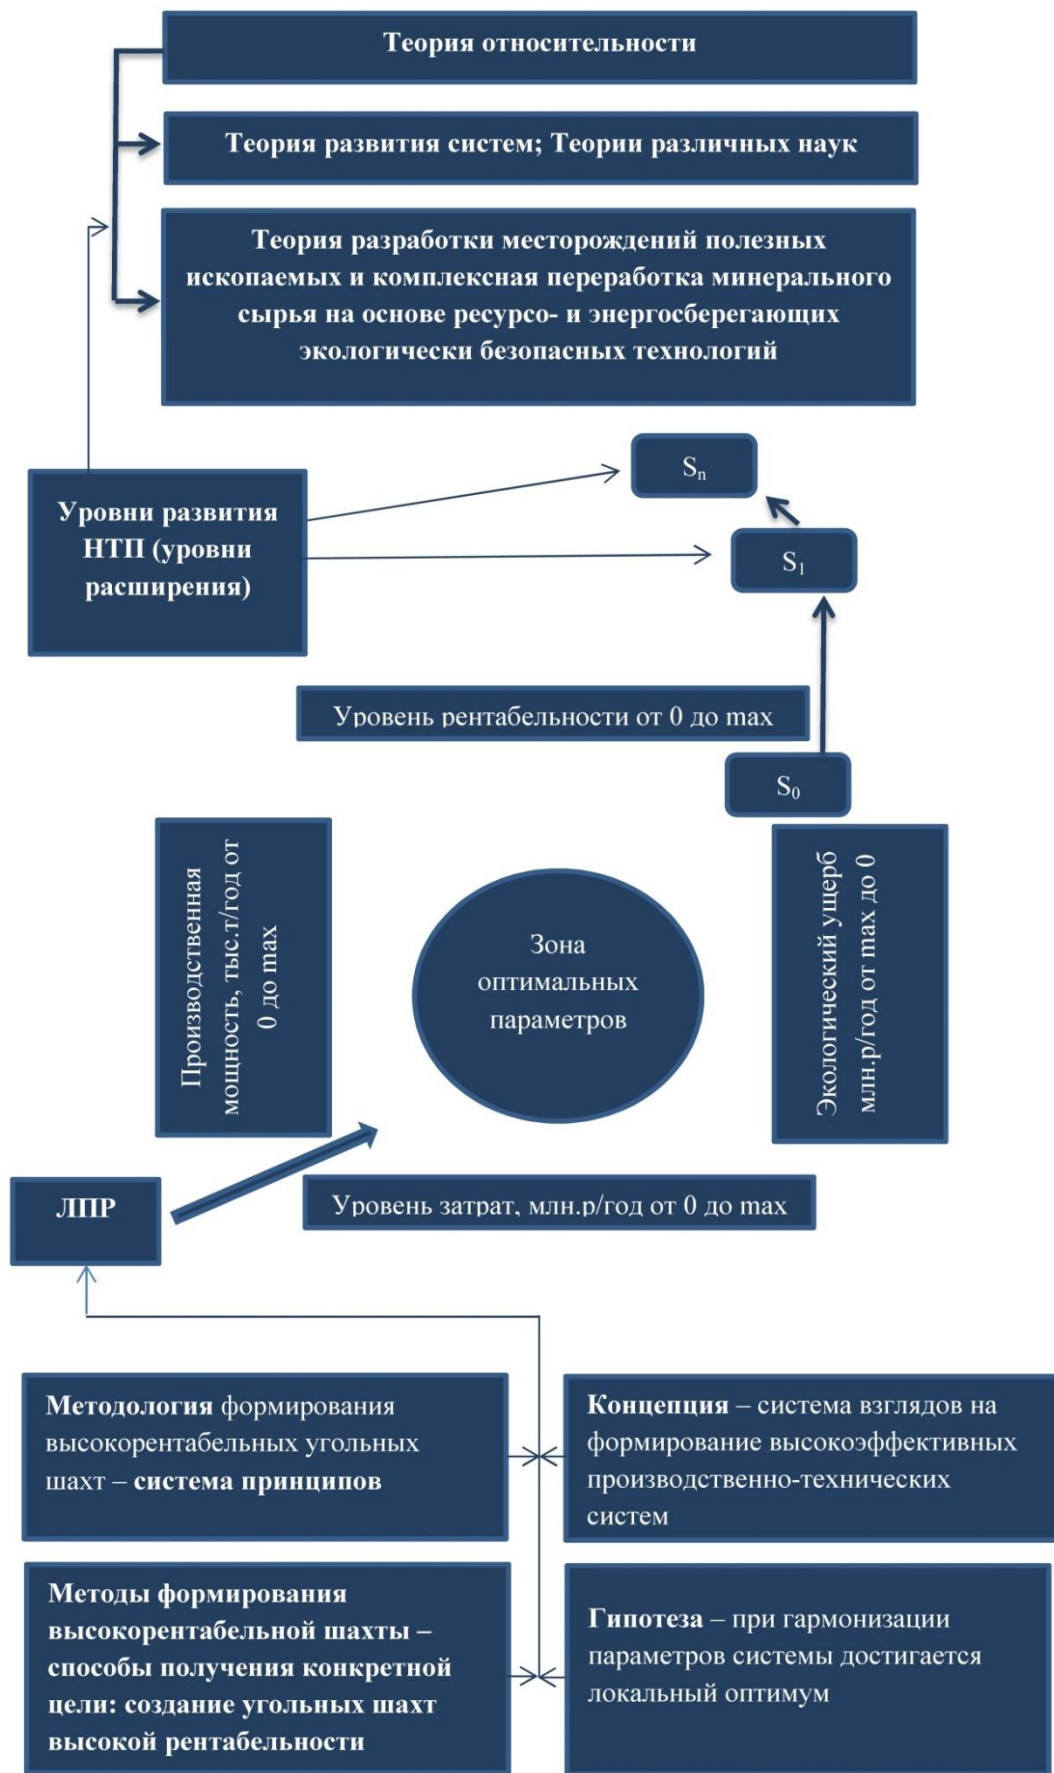 Теория относительности
Теория развития систем; Теории различных наук
Теория разработки месторождений полезных
ископаемых и комплексная переработка минерального
сырья на основе ресурсо- и энергосберегающих
экологически безопасных технологий
Sn
Уровни развития
НТП (уровни
расширения)
S1
Уровень рентабельности от 0 до max
S0
Производственная
мощность, тыс.т/год от
0 до max
Зона
оптимальных
параметров
Экологический ущерб
млн.р/год от max до 0
ЛПР
Уровень затрат, млн.р/год от 0 до max
Методология формирования
высокорентабельных угольных
шахт – система принципов
Концепция – система взглядов на
формирование высокоэффективных
производственно-технических
систем
Методы формирования
высокорентабельной шахты –
способы получения конкретной
цели: создание угольных шахт
высокой рентабельности
Гипотеза – при гармонизации
параметров системы достигается
локальный оптимум